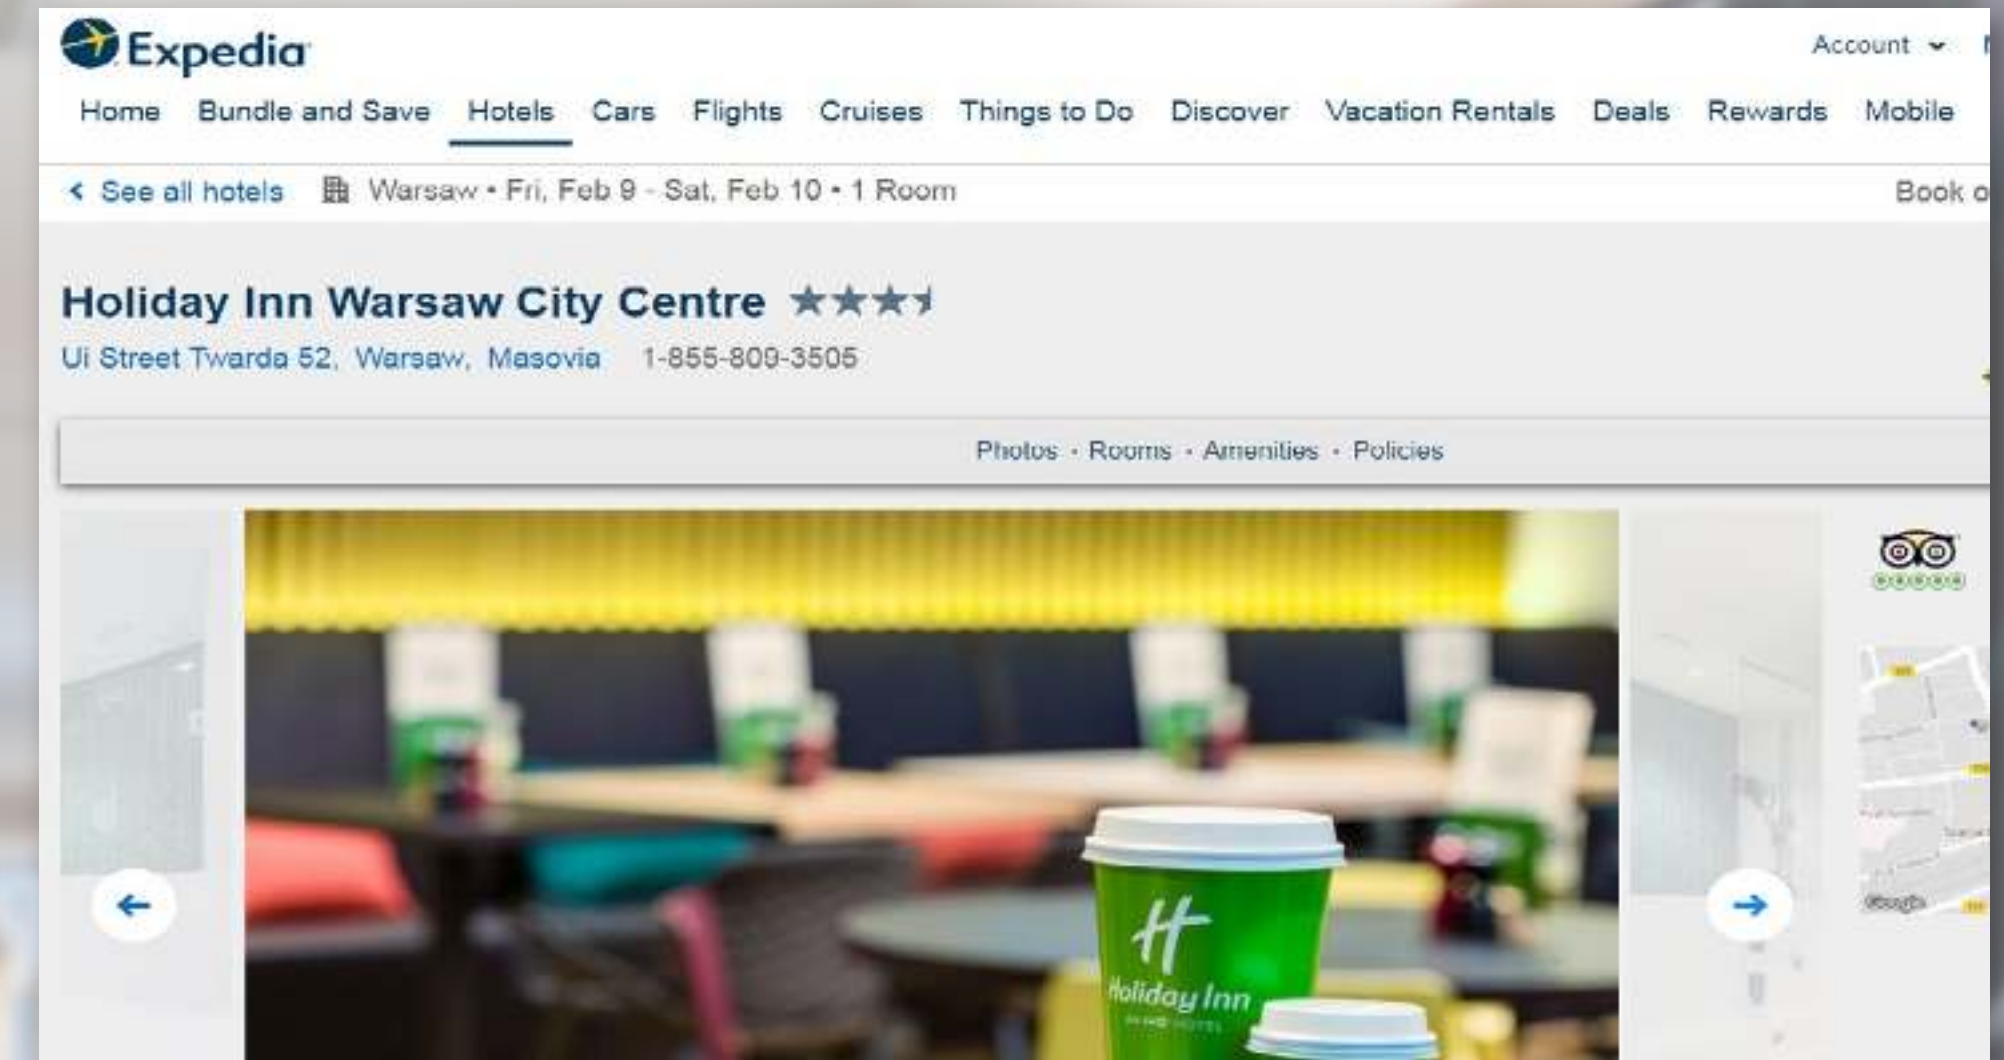 Expedia
Account
Home Bundle and Save Hotels Cars Flights Cruises Things to Do Discover Vacation Rentals Deals Rewards Mobile
See all hotels Warsaw • Fri, Feb 9 - Sat, Feb 10 • 1 Room
Book
Holiday Inn Warsaw City Centre
Ui Street Twarda 52, Warsaw, Masovia 1-855-809-3505
Photos · Rooms · Amenities · Policies
H
Holiday Inn
Google